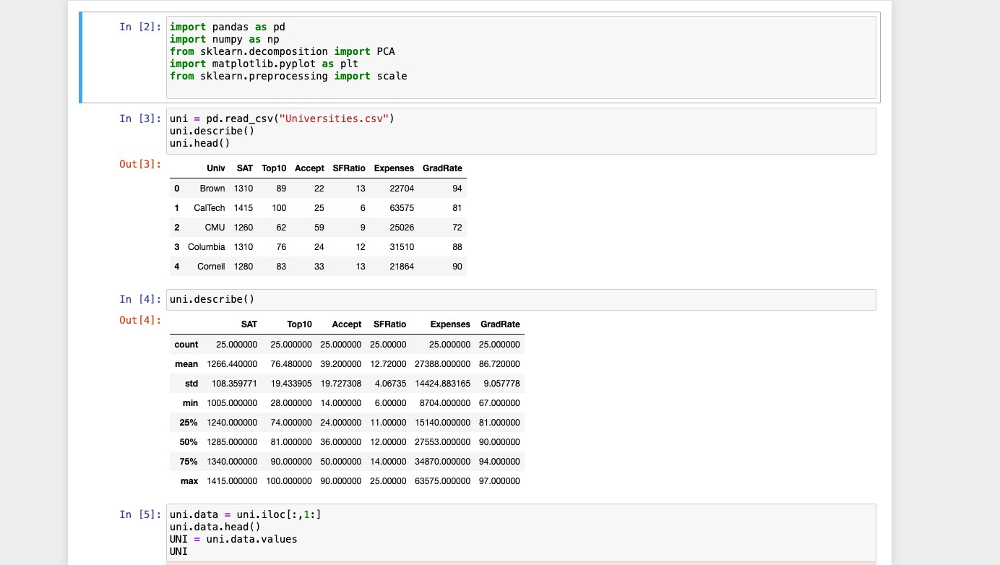 In [2]: import pandas as pd
import numpy as np
from sklearn.decomposition import PCA
import matplotlib.pyplot as plt
from sklearn.preprocessing import scale
In [3]: uni = pd.read_csv("Universities.csv")
uni.describe()
uni.head()
Out[3]:
Univ SAT Top10 Accept SFRatio Expenses GradRate
0 Brown 1310 89 22 13 22704 94
1 CalTech 1415 100 25 6 63575 81
2 CMU 1260 62 59 9 25026 72
3 Columbia 1310 76 24 12 31510 88
4 Cornell 1280 83 33 13 21864 90
In [4]: uni.describe()
Out[4]:
SAT Top10 Accept SFRatio Expenses GradRate
count 25.000000 25.000000 25.000000 25.00000 25.000000 25.000000
mean 1266.440000 76.480000 39.200000 12.72000 27388.000000 86.720000
std 108.359771 19.433905 19.727308 4.06735 14424.883165 9.057778
min 1005.000000 28.000000 14.000000 6.00000 8704.000000 67.000000
25% 1240.000000 74.000000 24.000000 11.00000 15140.000000 81.000000
50% 1285.000000 81.000000 36.000000 12.00000 27553.000000 90.000000
75% 1340.000000 90.000000 50.000000 14.00000 34870.000000 94.000000
max 1415.000000 100.000000 90.000000 25.00000 63575.000000 97.000000
In [5]: uni.data = uni.iloc[:,1:]
uni.data.head()
UNI = uni.data.values
UNI